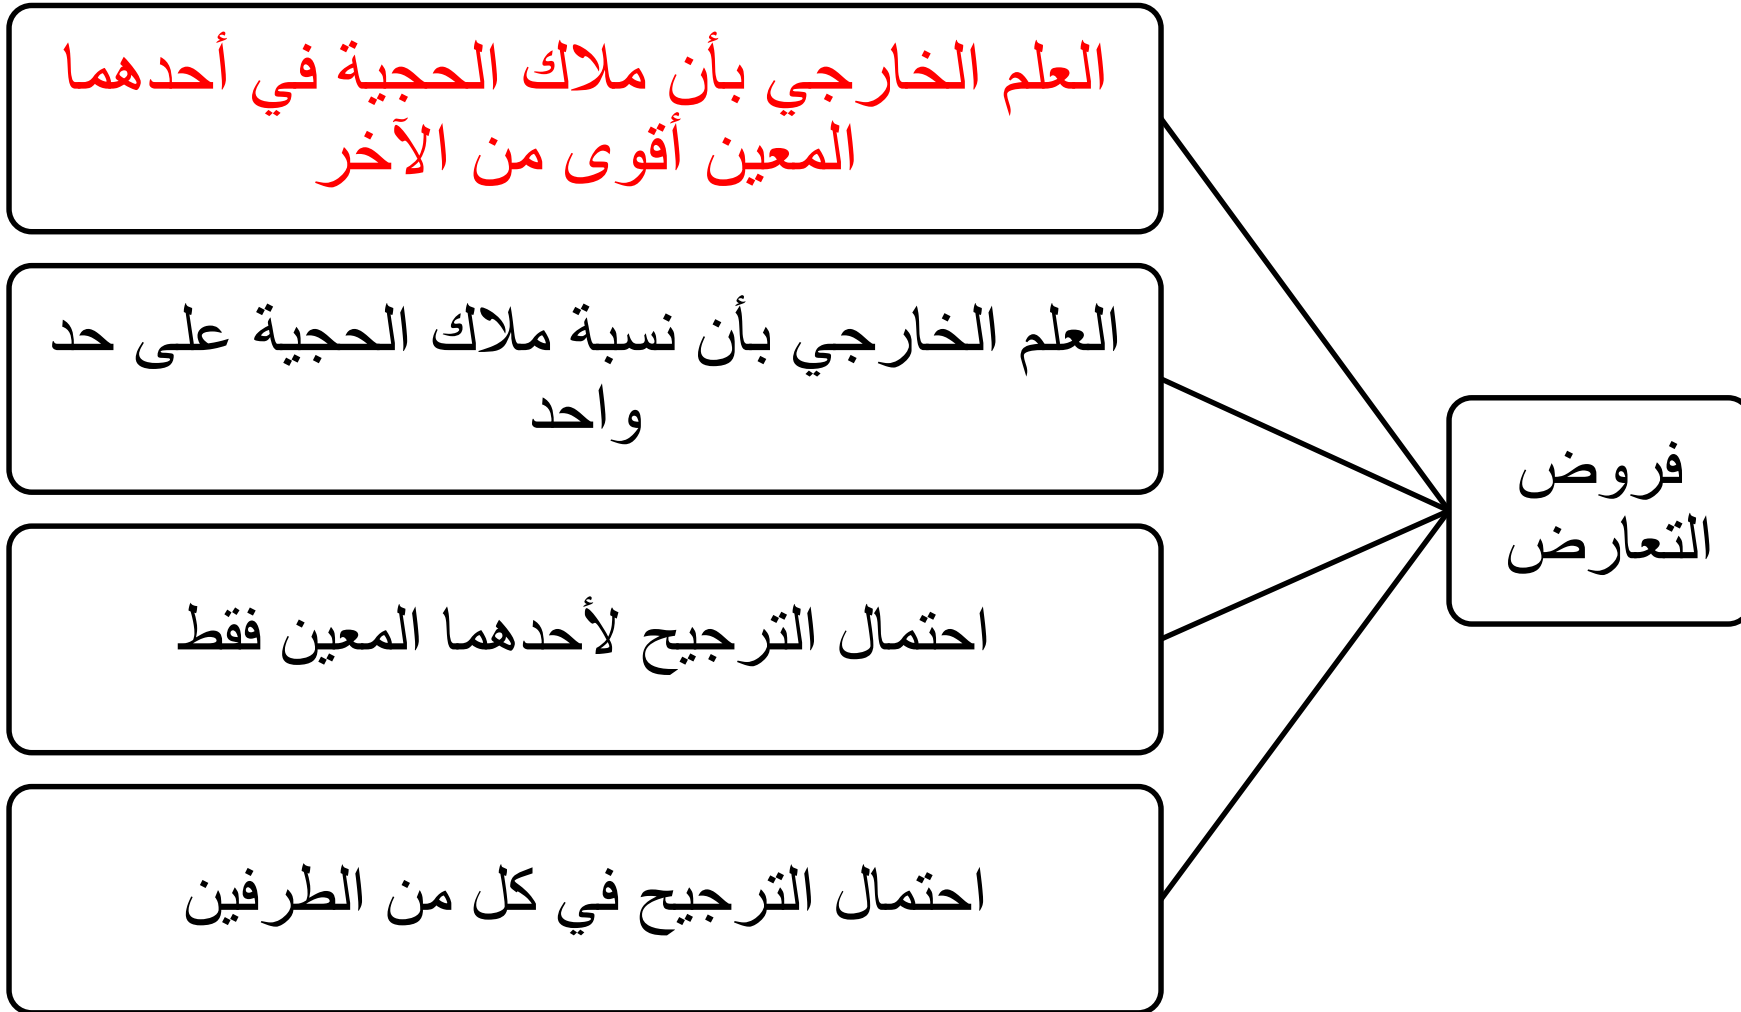 فروض
التعارض
العلم الخارجي بأن ملاك الحجية في أحدهما
المعين أقوى من الآخر
العلم الخارجي بأن نسبة ملاك الحجية على حد
واحد
احتمال الترجيح لأحدهما المعين فقط
احتمال الترجيح في كل من الطرفين